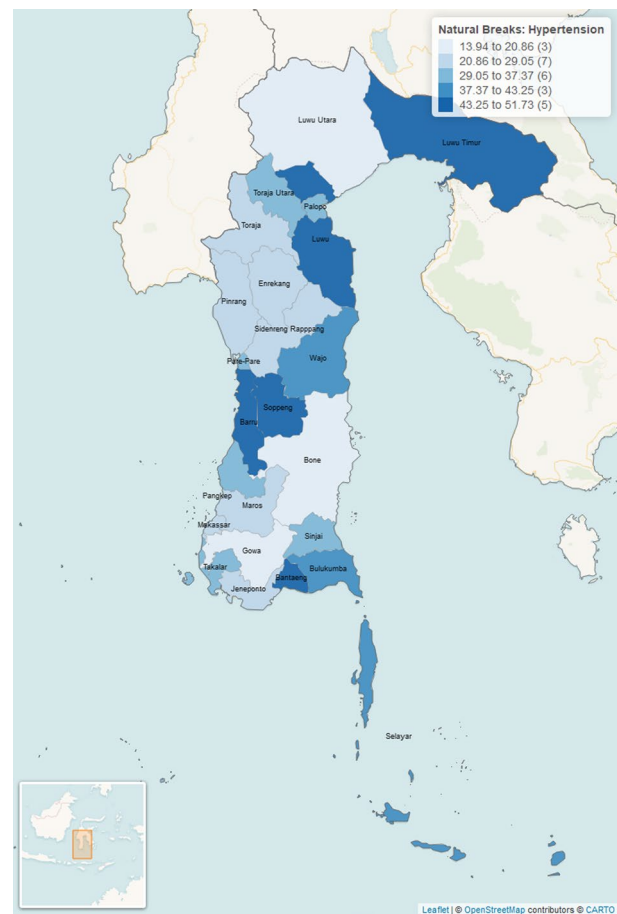 Natural Breaks: Hypertension
13.94 to 20.86 (3)
20.86 to 29.05 (7)
29.05 to 37.37 (6)
37.37 to 43.25 (3)
43.25 to 51.73 (5)
Luwu Utara
Luwu Timur
Toraja Utara
Palopo
Toraja
Luwu
Enrekang
Pinrang
Sidenreng Rapppang
Pate-Pare
Wajo
Soppeng
Barru
Bone
Pangkep
Maros
Makassar
Sinjai
Gowa
Takalar
Bulukumba
Bantaeng
Jeneponto
Selayar
Leaflet | © OpenStreetMap contributors © CARTO